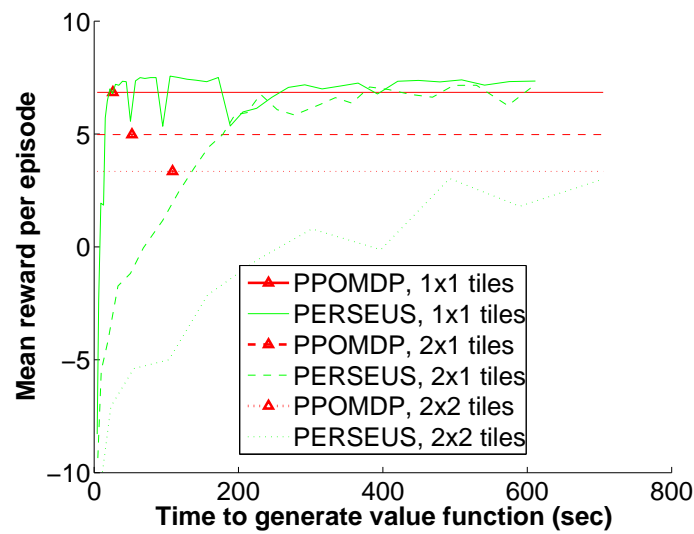 10
5
0
−5
−10
0
200
400
600
800
Mean reward per episode
Time to generate value function (sec)
PPOMDP, 1x1 tiles
PERSEUS, 1x1 tiles
PPOMDP, 2x1 tiles
PERSEUS, 2x1 tiles
PPOMDP, 2x2 tiles
PERSEUS, 2x2 tiles